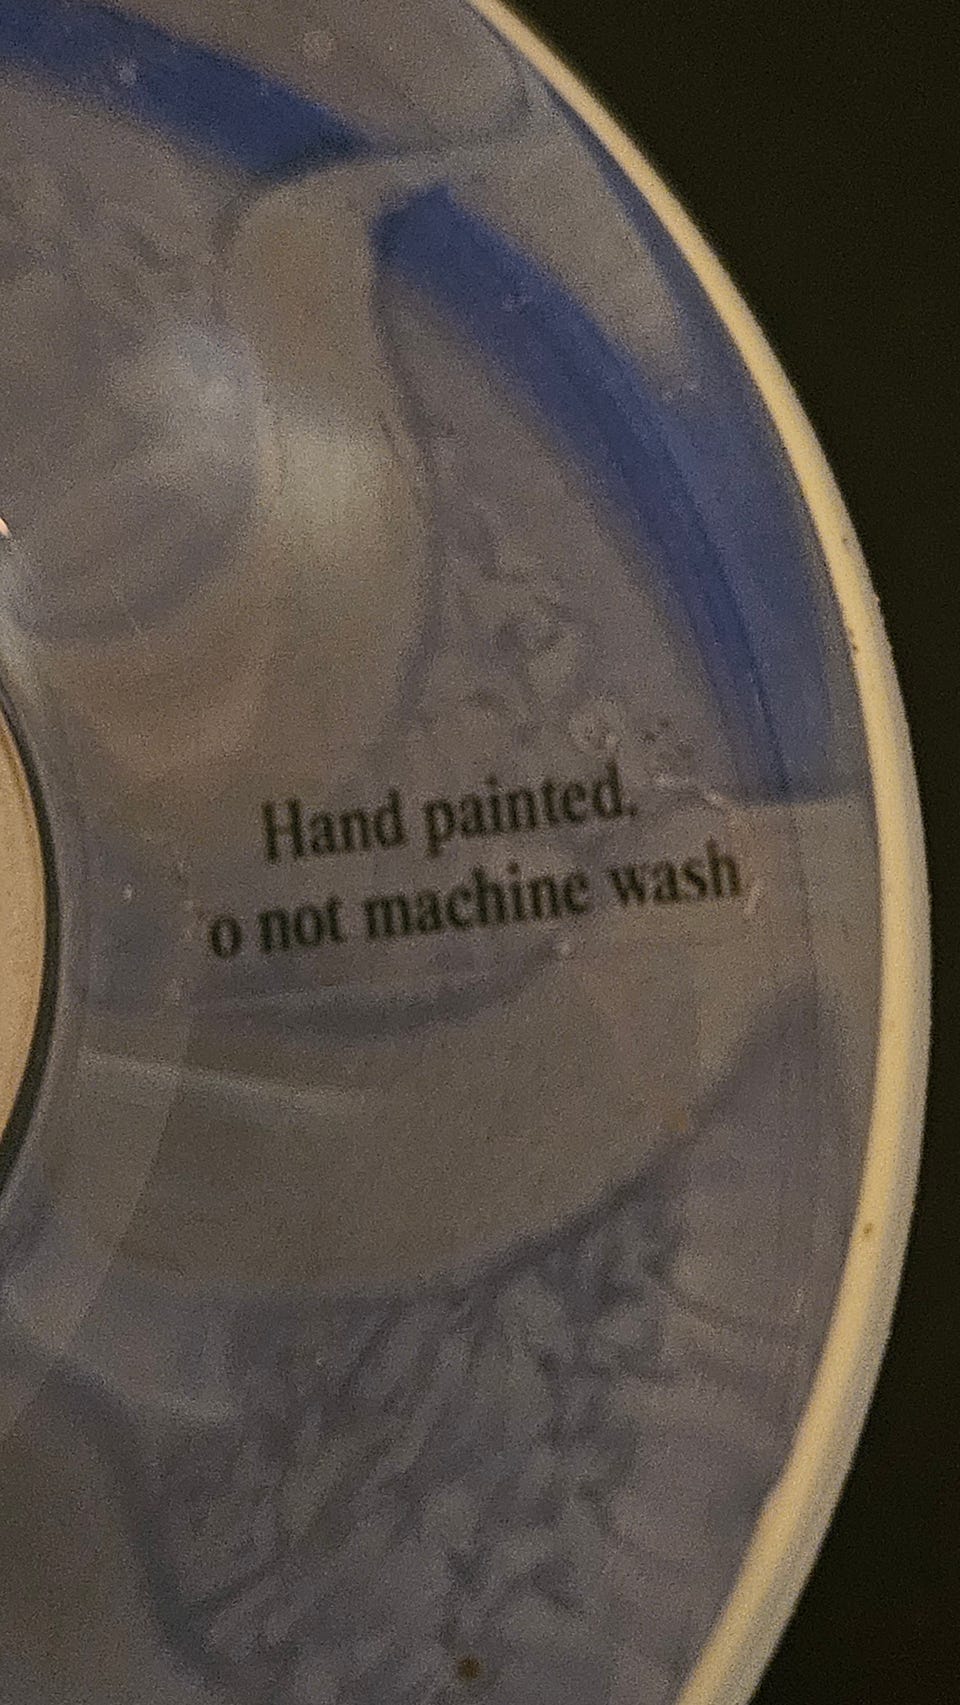 Hand painted.
o not machine wash